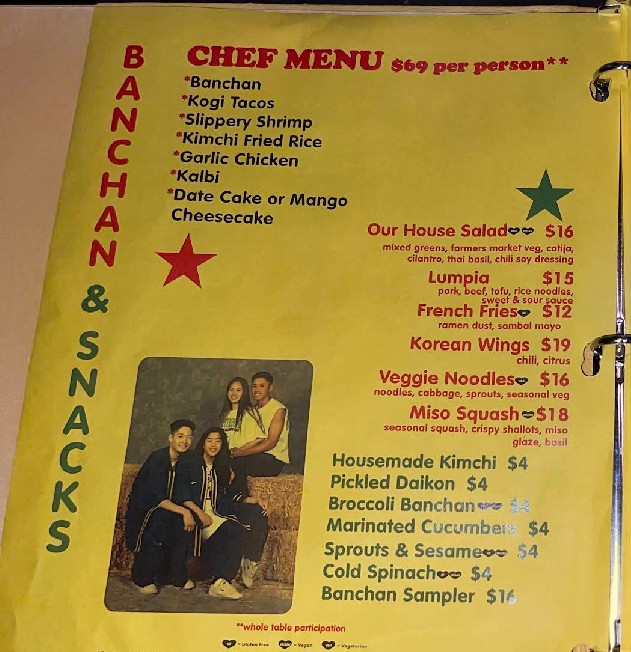 BANCHAN & SNACKS
CHEF MENU $69 per person**
*Banchan
*Kogi Tacos
*Slippery Shrimp
*Kimchi Fried Rice
*Garlic Chicken
*Kalbi
*Date Cake or Mango
Cheesecake
Our House Salad $16
mixed greens, farmers market veg, cotija,
cilantro, thai basil, chili soy dressing
Lumpia $15
pork, beef, tofu, rice noodles,
sweet & sour sauce
French Fries $12
ramen dust, sambal mayo
Korean Wings $19
chili, citrus
Veggie Noodles $16
noodles, cabbage, sprouts, seasonal veg
Miso Squash $18
seasonal squash, crispy shallots, miso
glaze, basil
Housemade Kimchi $4
Pickled Daikon $4
Broccoli Banchan $4
Marinated Cucumbers $4
Sprouts & Sesame $4
Cold Spinach $4
Banchan Sampler $16
**whole table participation
= Gluten Free = Vegan = Vegetarian